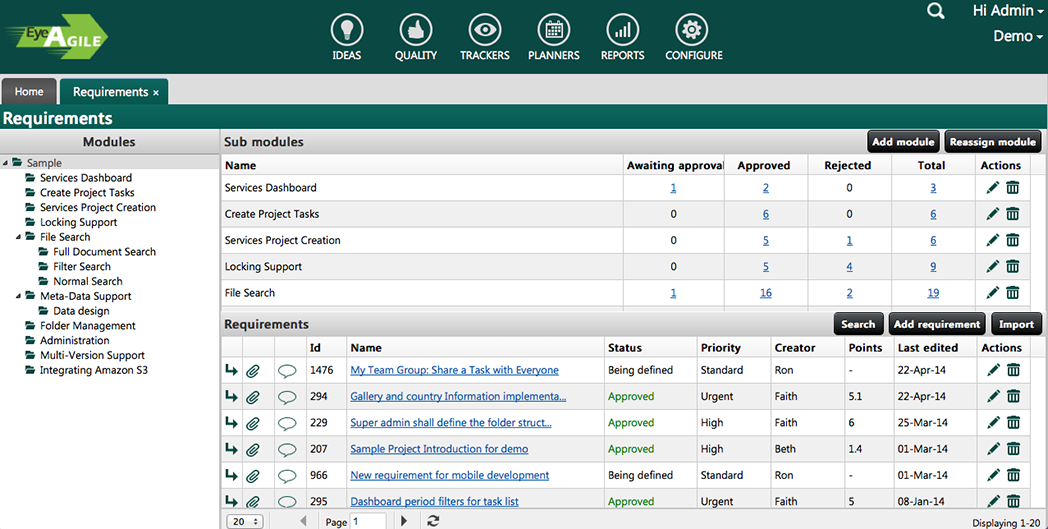 EyeAGILE
Hi Admin
Demo
IDEAS QUALITY TRACKERS PLANNERS REPORTS CONFIGURE
Home Requirements ×
Requirements
Modules
Sample
Services Dashboard
Create Project Tasks
Services Project Creation
Locking Support
File Search
Full Document Search
Filter Search
Normal Search
Meta-Data Support
Data design
Folder Management
Administration
Multi-Version Support
Integrating Amazon S3
Sub modules Add module Reassign module
Name Awaiting approval Approved Rejected Total Actions
Services Dashboard 1 2 0 3
Create Project Tasks 0 6 0 6
Services Project Creation 0 5 1 6
Locking Support 0 5 4 9
File Search 1 16 2 19
Requirements Search Add requirement Import
Id Name Status Priority Creator Points Last edited Actions
1476 My Team Group: Share a Task with Everyone Being defined Standard Ron - 22-Apr-14
294 Gallery and country Information implementa... Approved Urgent Faith 5.1 22-Apr-14
229 Super admin shall define the folder struct... Approved High Faith 6 25-Mar-14
207 Sample Project Introduction for demo Approved High Beth 1.4 01-Mar-14
966 New requirement for mobile development Being defined Standard Ron - 01-Mar-14
295 Dashboard period filters for task list Approved Urgent Faith 5 08-Jan-14
20 Page 1 Displaying 1-20